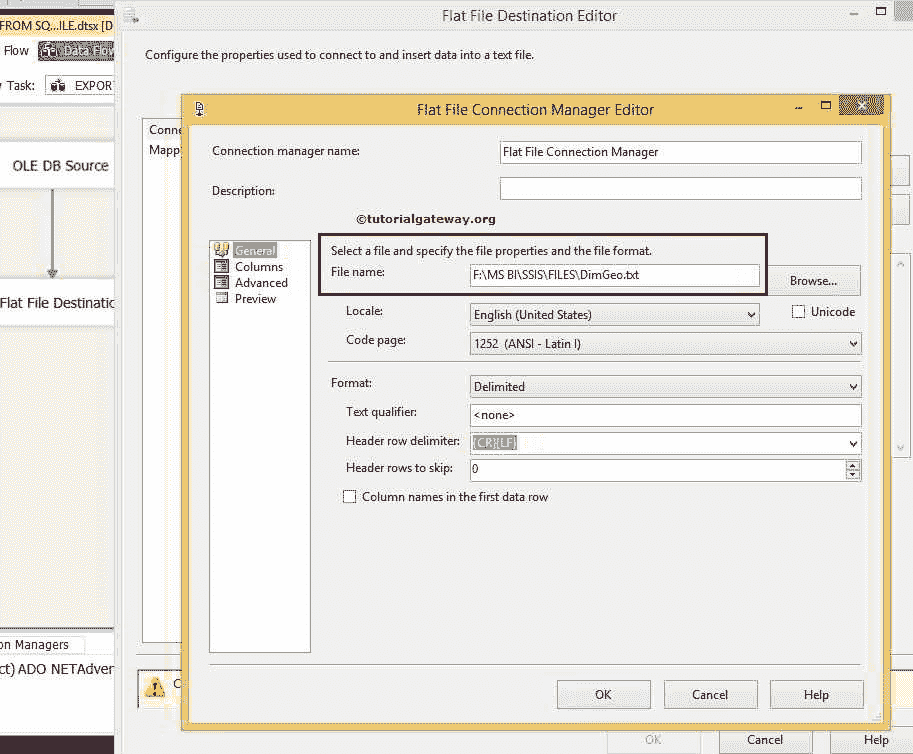 Flat File Destination Editor
FROM SQ...ILE.dtsx [D
Flow Data Flow
Task: EXPORT
Configure the properties used to connect to and insert data into a text file.
OLE DB Source
Flat File Destinatio
on Managers
ct) ADO NETAdver
Conne
Mapp
Flat File Connection Manager Editor
Connection manager name: Flat File Connection Manager
Description:
©tutorialgateway.org
General
Columns
Advanced
Preview
Select a file and specify the file properties and the file format.
File name: F:\MS BI\SSIS\FILES\DimGeo.txt Browse...
Locale: English (United States) Unicode
Code page: 1252 (ANSI - Latin I)
Format: Delimited
Text qualifier: <none>
Header row delimiter: {CR}{LF}
Header rows to skip: 0
Column names in the first data row
OK Cancel Help
C
OK Cancel Help